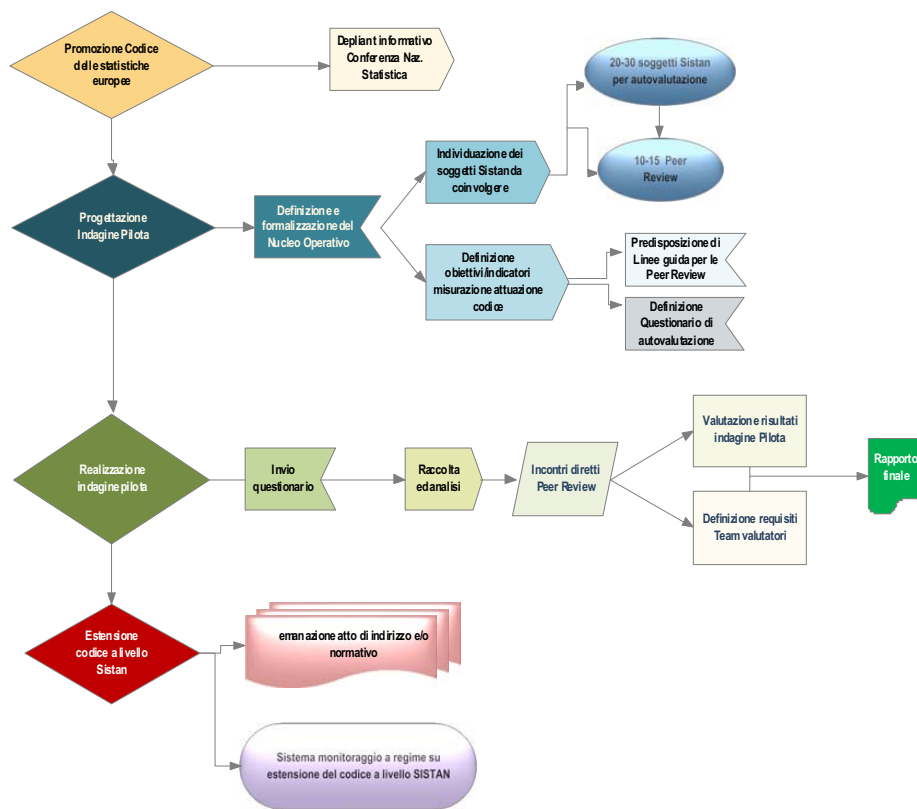 Promozione Codice
delle statistiche
europee
Depliant informativo
Conferenza Naz.
Statistica
20-30 soggetti Sistan
per autovalutazione
Individuazione dei
soggetti Sistan da
coinvolgere
10-15 Peer
Review
Progettazione
Indagine Pilota
Definizione e
formalizzazione del
Nucleo Operativo
Definizione
obiettivi/indicatori
misurazione attuazione
codice
Predisposizione di
Linee guida per le
Peer Review
Definizione
Questionario di
autovalutazione
Realizzazione
indagine pilota
Invio
questionario
Raccolta
ed analisi
Incontri diretti
Peer Review
Valutazione risultati
indagine Pilota
Definizione requisiti
Team valutatori
Rapporto
finale
Estensione
codice a livello
Sistan
emanazione atto di indirizzo e/o
normativo
Sistema monitoraggio a regime su
estensione del codice a livello SISTAN